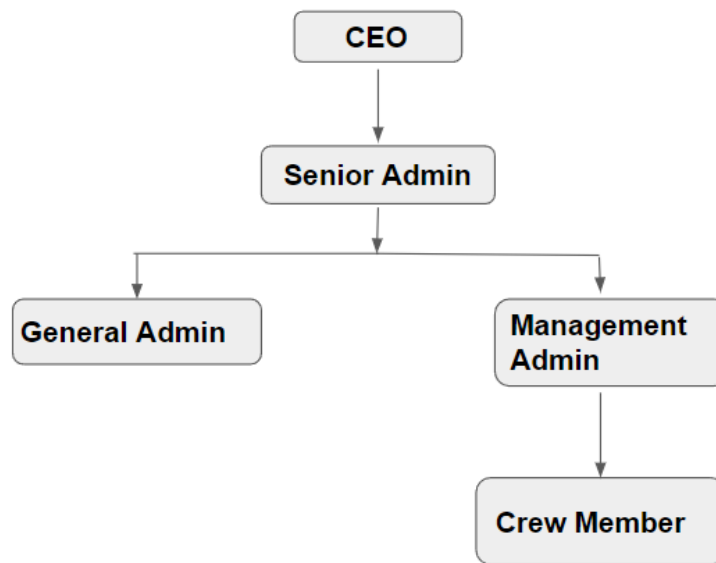 CEO
Senior Admin
General Admin
Management
Admin
Crew Member